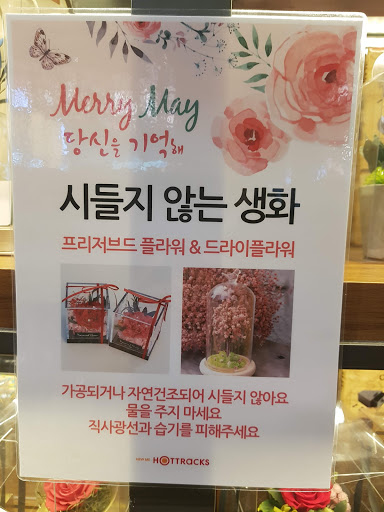 Merry May
당신을 기억해
시들지 않는 생화
프리저브드 플라워 & 드라이플라워
가공되거나 자연건조되어 시들지 않아요
물을 주지 마세요
직사광선과 습기를 피해주세요
HOTTRACKS